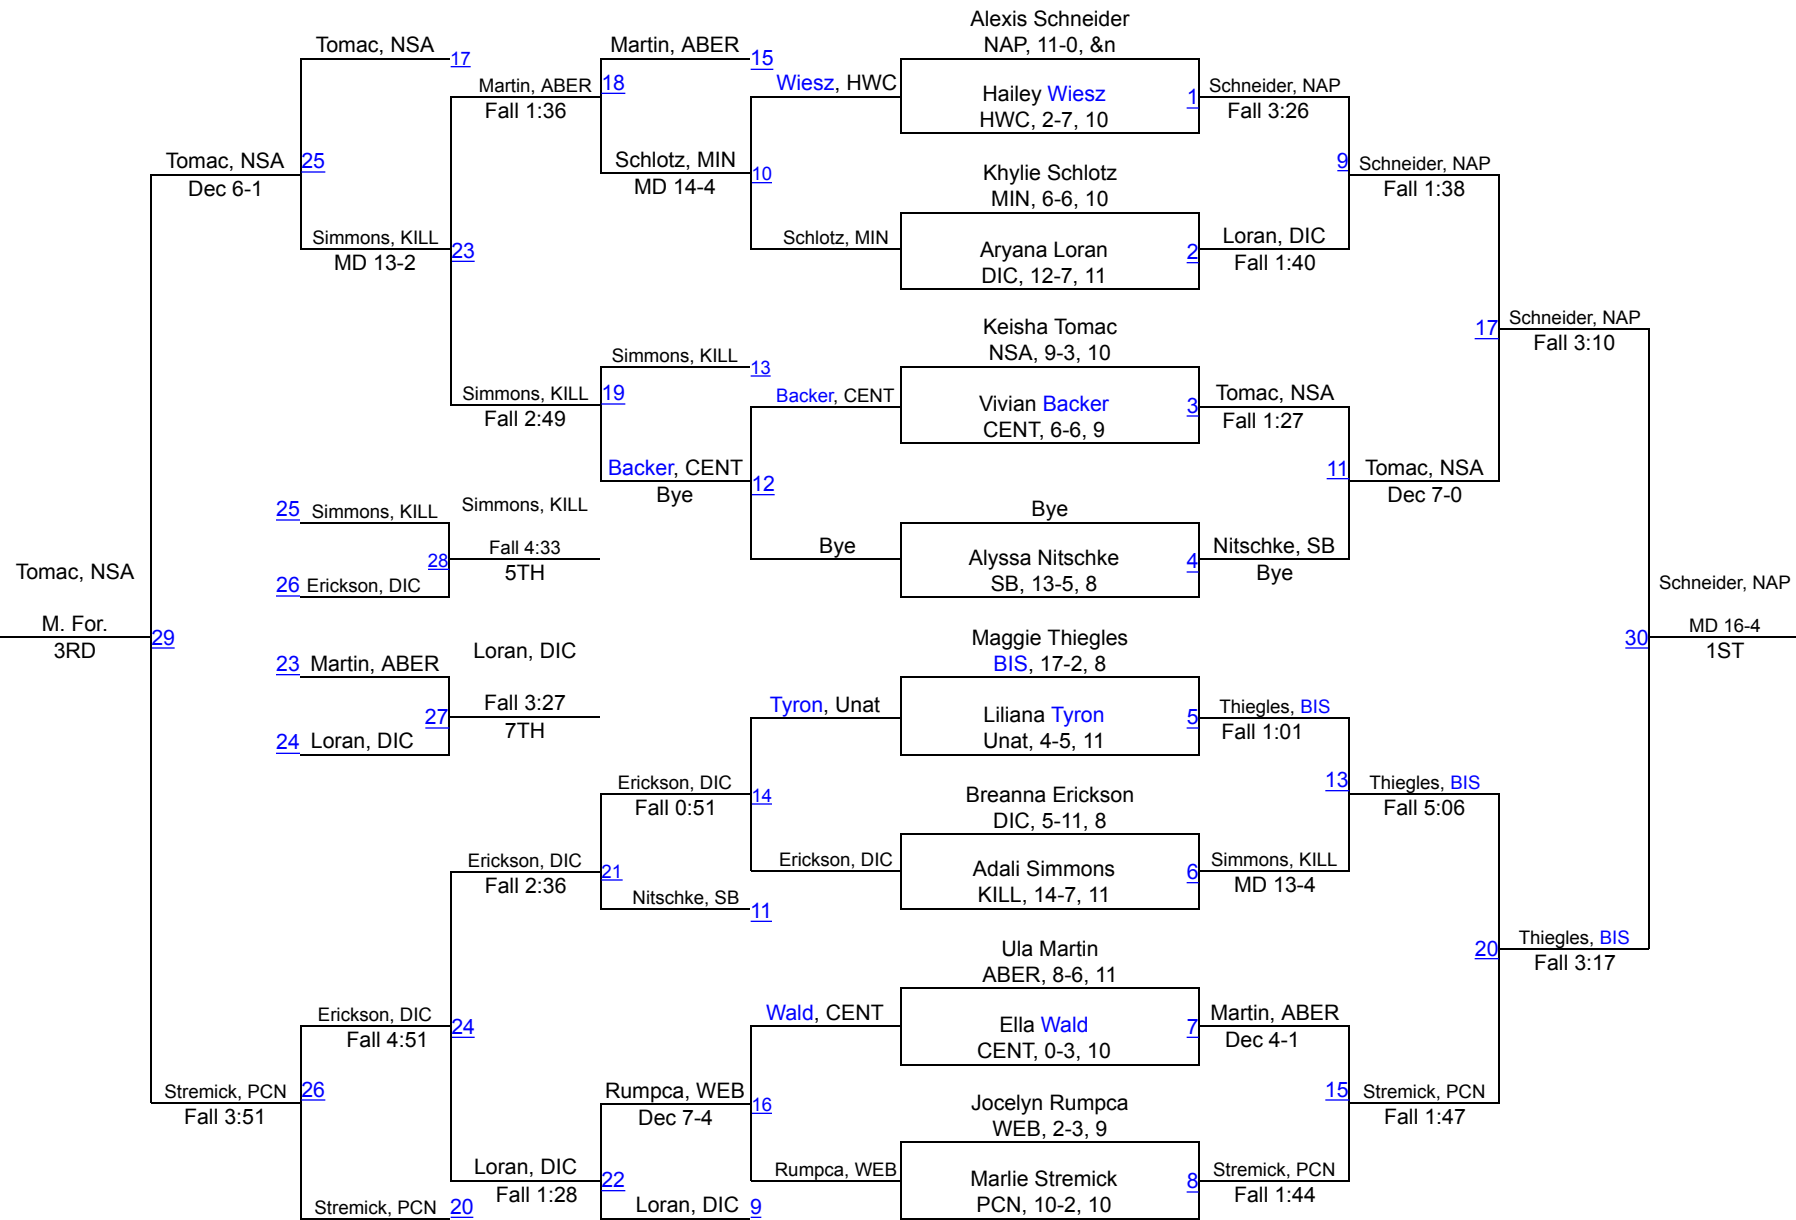 Alexis Schneider
NAP, 11-0, &n
Hailey Wiesz
HWC, 2-7, 10
Khylie Schlotz
MIN, 6-6, 10
Aryana Loran
DIC, 12-7, 11
Keisha Tomac
NSA, 9-3, 10
Vivian Backer
CENT, 6-6, 9
Bye
Alyssa Nitschke
SB, 13-5, 8
Maggie Thiegles
BIS, 17-2, 8
Liliana Tyron
Unat, 4-5, 11
Breanna Erickson
DIC, 5-11, 8
Adali Simmons
KILL, 14-7, 11
Ula Martin
ABER, 8-6, 11
Ella Wald
CENT, 0-3, 10
Jocelyn Rumpca
WEB, 2-3, 9
Marlie Stremick
PCN, 10-2, 10
1
Schneider, NAP
Fall 3:26
2
Loran, DIC
Fall 1:40
3
Tomac, NSA
Fall 1:27
4
Nitschke, SB
Bye
5
Thiegles, BIS
Fall 1:01
6
Simmons, KILL
MD 13-4
7
Martin, ABER
Dec 4-1
8
Stremick, PCN
Fall 1:44
9
Schneider, NAP
Fall 1:38
11
Tomac, NSA
Dec 7-0
13
Thiegles, BIS
Fall 5:06
15
Stremick, PCN
Fall 1:47
17
Schneider, NAP
Fall 3:10
20
Thiegles, BIS
Fall 3:17
30
Schneider, NAP
MD 16-4
1ST
Wiesz, HWC
Schlotz, MIN
Backer, CENT
Bye
Tyron, Unat
Erickson, DIC
Wald, CENT
Rumpca, WEB
Martin, ABER
15
Schlotz, MIN
MD 14-4
10
Simmons, KILL
13
Backer, CENT
Bye
12
Erickson, DIC
Fall 0:51
14
Nitschke, SB
11
Rumpca, WEB
Dec 7-4
16
Loran, DIC
9
Martin, ABER
Fall 1:36
18
Simmons, KILL
Fall 2:49
19
Erickson, DIC
Fall 2:36
21
Loran, DIC
Fall 1:28
22
Tomac, NSA
17
Simmons, KILL
MD 13-2
23
Erickson, DIC
Fall 4:51
24
Stremick, PCN
20
Tomac, NSA
Dec 6-1
25
Stremick, PCN
Fall 3:51
26
Tomac, NSA
M. For.
3RD
29
25
Simmons, KILL
26
Erickson, DIC
28
Simmons, KILL
Fall 4:33
5TH
23
Martin, ABER
24
Loran, DIC
27
Loran, DIC
Fall 3:27
7TH